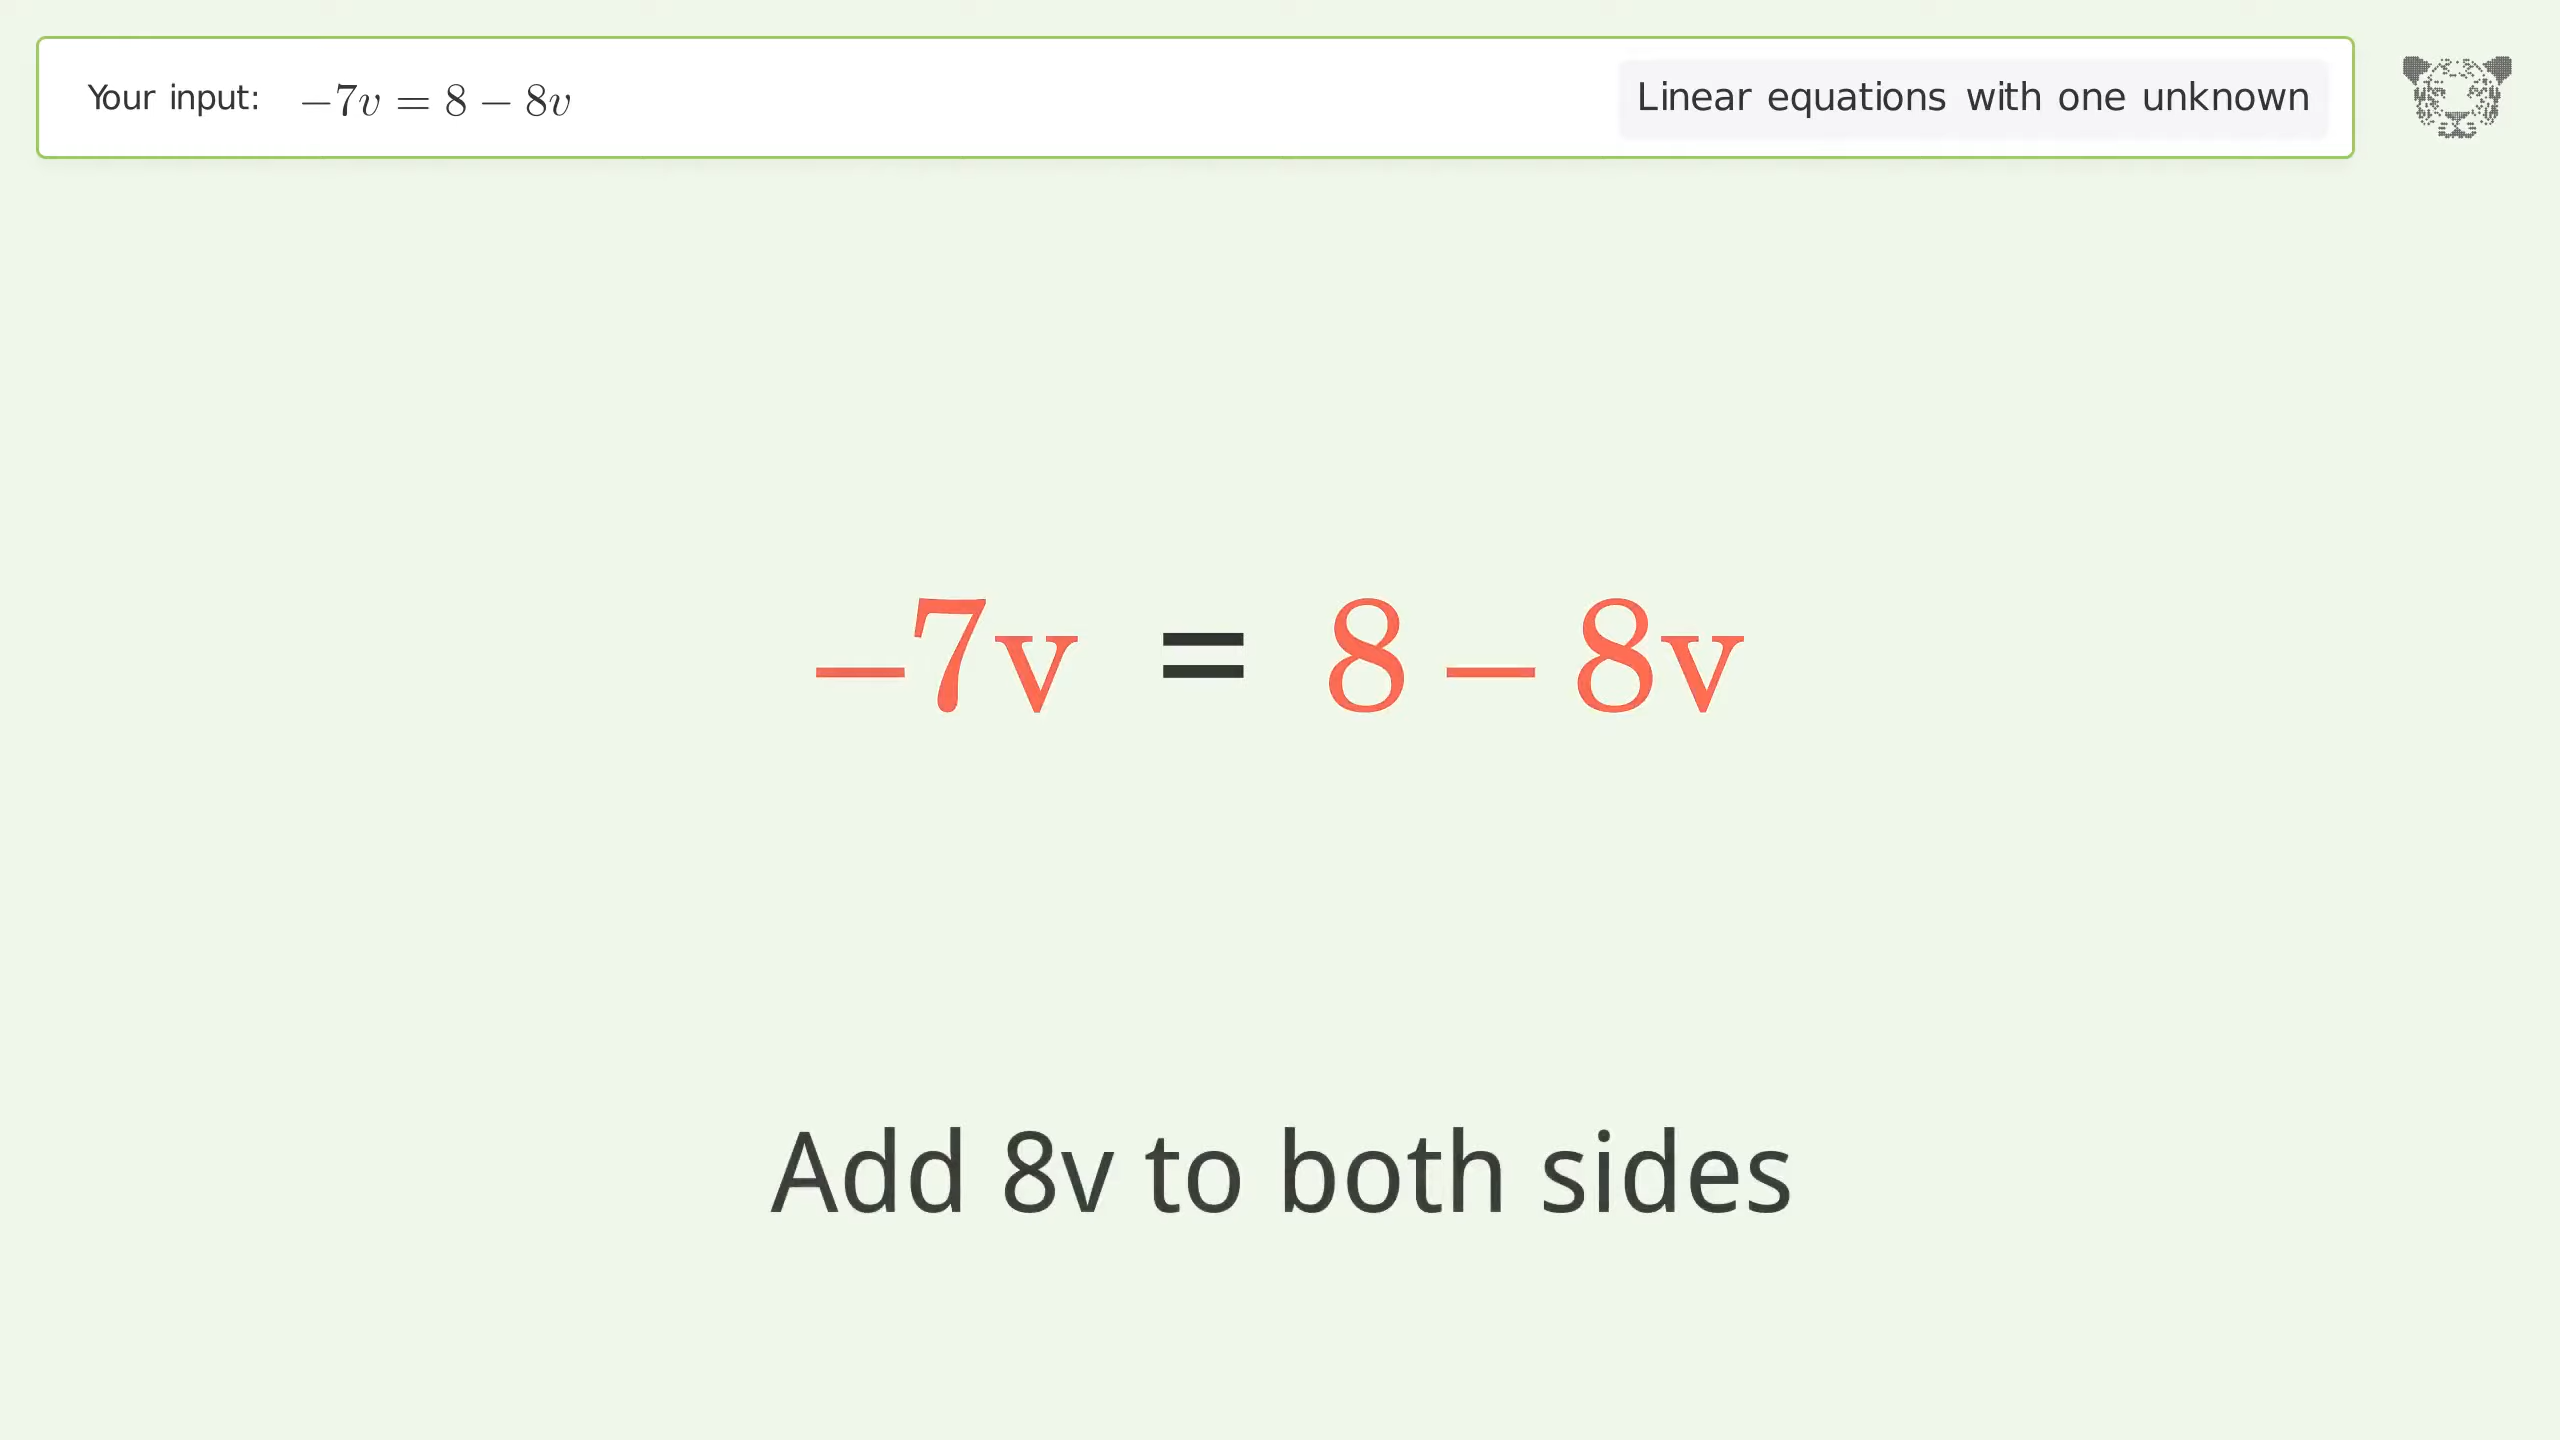 Your input: −7v = 8 − 8v
Linear equations with one unknown
−7v = 8 − 8v
Add 8v to both sides